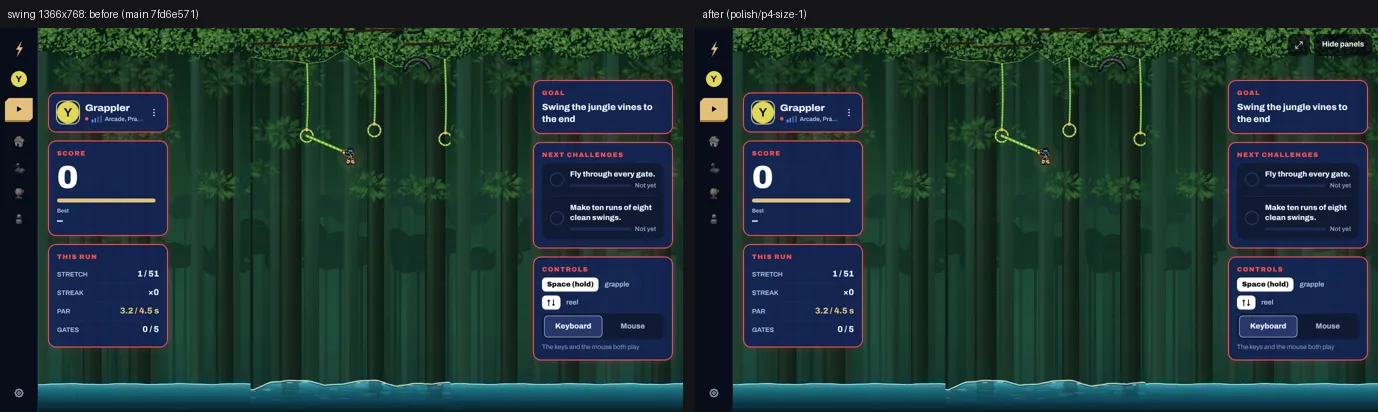 swing 1366x768: before (main 7fd6e571)
Y
Y
Grappler
Arcade, Pra...
SCORE
0
Best
–
THIS RUN
STRETCH 1 / 51
STREAK ×0
PAR 3.2 / 4.5 s
GATES 0 / 5
GOAL
Swing the jungle vines to
the end
NEXT CHALLENGES
Fly through every gate.
Not yet
Make ten runs of eight
clean swings.
Not yet
CONTROLS
Space (hold) grapple
↑↓ reel
Keyboard Mouse
The keys and the mouse both play
after (polish/p4-size-1)
Hide panels
Y
Y
Grappler
Arcade, Pra...
SCORE
0
Best
–
THIS RUN
STRETCH 1 / 51
STREAK ×0
PAR 3.2 / 4.5 s
GATES 0 / 5
GOAL
Swing the jungle vines to
the end
NEXT CHALLENGES
Fly through every gate.
Not yet
Make ten runs of eight
clean swings.
Not yet
CONTROLS
Space (hold) grapple
↑↓ reel
Keyboard Mouse
The keys and the mouse both play